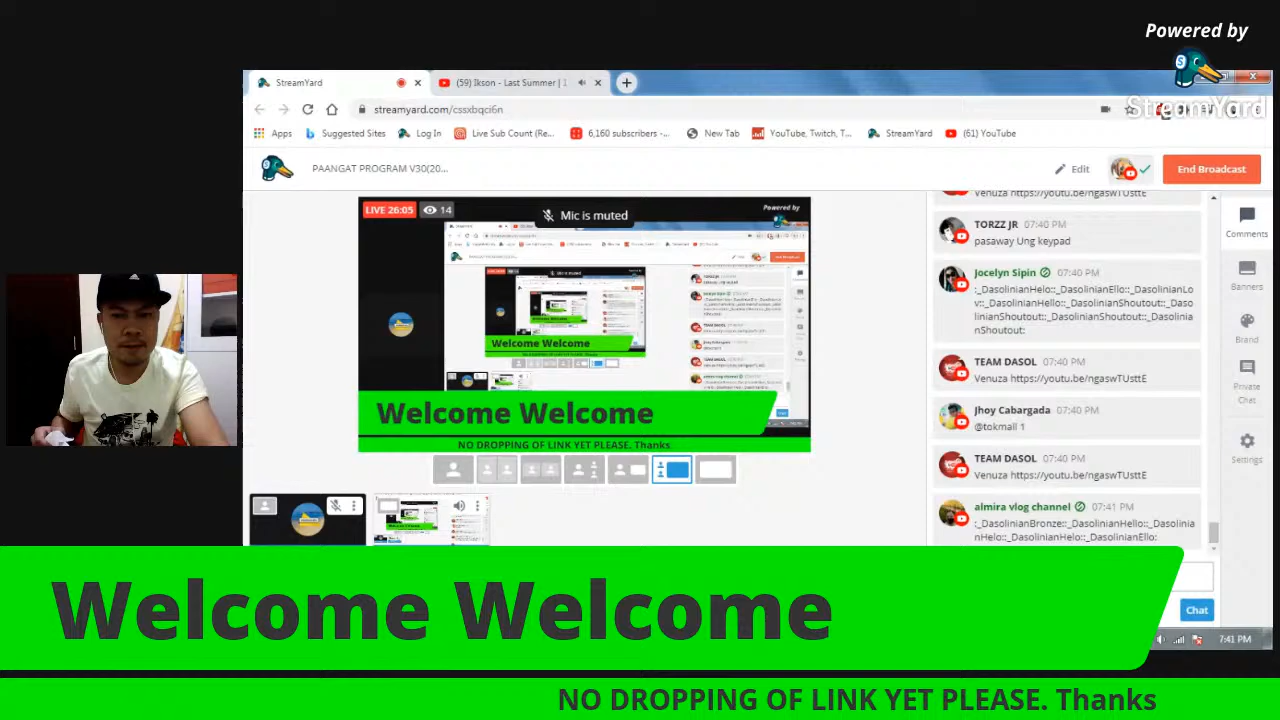 Powered by
StreamYard
StreamYard
(59) Ikson - Last Summer | 1
streamyard.com/cssxbqci6n
Apps
Suggested Sites
Log In
Live Sub Count (Re...
6,160 subscribers -...
New Tab
YouTube, Twitch, T...
StreamYard
(61) YouTube
PAANGAT PROGRAM V30(20...
Edit
End Broadcast
LIVE 26:05
14
Mic is muted
Powered by
Welcome Welcome
Welcome Welcome
NO DROPPING OF LINK YET PLEASE. Thanks
Venuza https://youtu.be/ngaswTUsttE
TORZZ JR 07:40 PM
pasaway Ung keypad
Jocelyn Sipin 07:40 PM
:_DasolianHelo::_DasolinianEllo::_DasolinianLo
v::_DasolinianHello::_DasolinianShoutout::_Daso
linianShoutout::_DasolinianShoutout::_Dasolinia
nShoutout:
TEAM DASOL 07:40 PM
Venuza https://youtu.be/ngaswTUsttE
Jhoy Cabargada 07:40 PM
@tokmall 1
TEAM DASOL 07:40 PM
Venuza https://youtu.be/ngaswTUsttE
almira vlog channel 07:41 PM
:_DasolinianBronze::_DasolinianHello::_Dasolinia
nHelo::_DasolinianHelo::_DasolinianEllo:
Comments
Banners
Brand
Private
Chat
Settings
Chat
7:41 PM
Welcome Welcome
NO DROPPING OF LINK YET PLEASE. Thanks